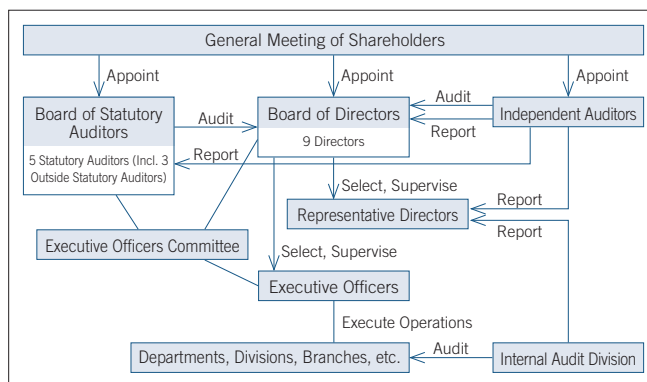 General Meeting of Shareholders
Appoint
Appoint
Appoint
Board of Statutory
Auditors
5 Statutory Auditors (Incl. 3
Outside Statutory Auditors)
Audit
Board of Directors
9 Directors
Audit
Report
Independent Auditors
Report
Select, Supervise
Representative Directors
Report
Report
Executive Officers Committee
Select, Supervise
Executive Officers
Execute Operations
Departments, Divisions, Branches, etc.
Audit
Internal Audit Division